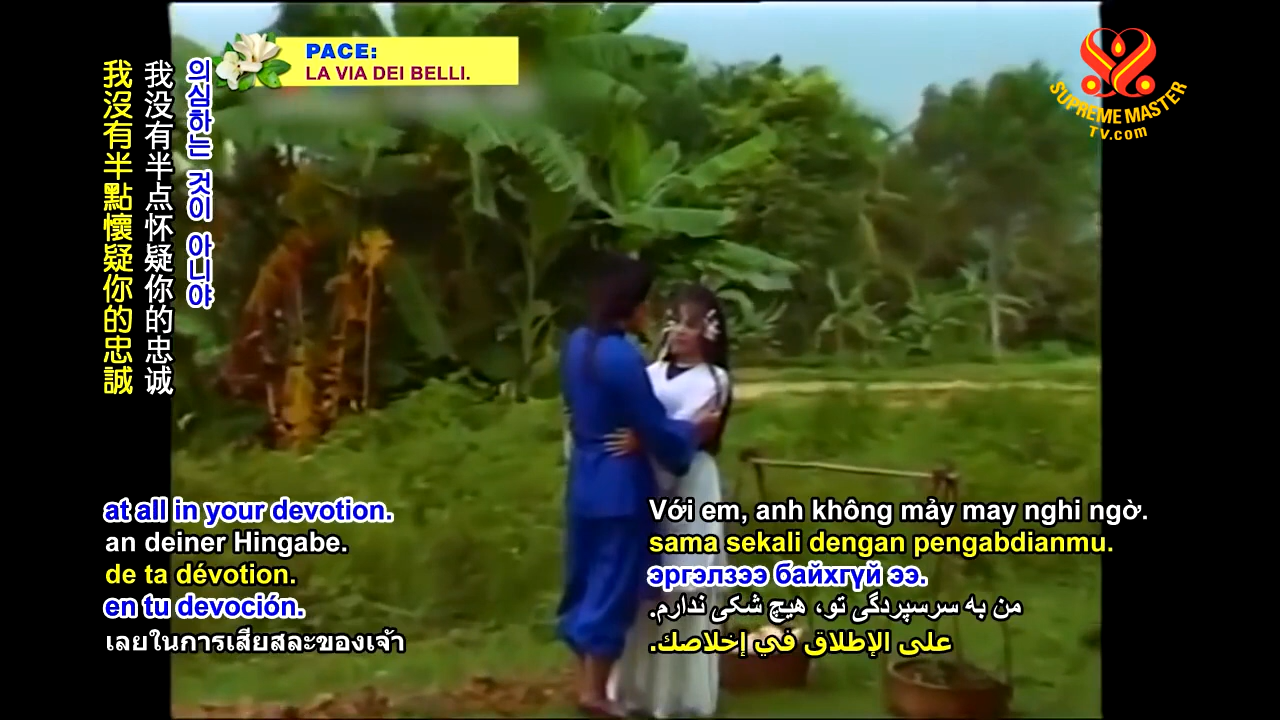 PACE:
LA VIA DEI BELLI.
SUPREME MASTER
TV.com
我沒有半點懷疑你的忠誠
我没有半点怀疑你的忠诚
의심하는 것이 아니야
at all in your devotion.
an deiner Hingabe.
de ta dévotion.
en tu devoción.
เลยในการเสียสละของเจ้า
Với em, anh không mảy may nghi ngờ.
sama sekali dengan pengabdianmu.
эргэлзээ байхгүй ээ.
من به سرسپردگی تو، هیچ شکی ندارم.
على الإطلاق في إخلاصك.